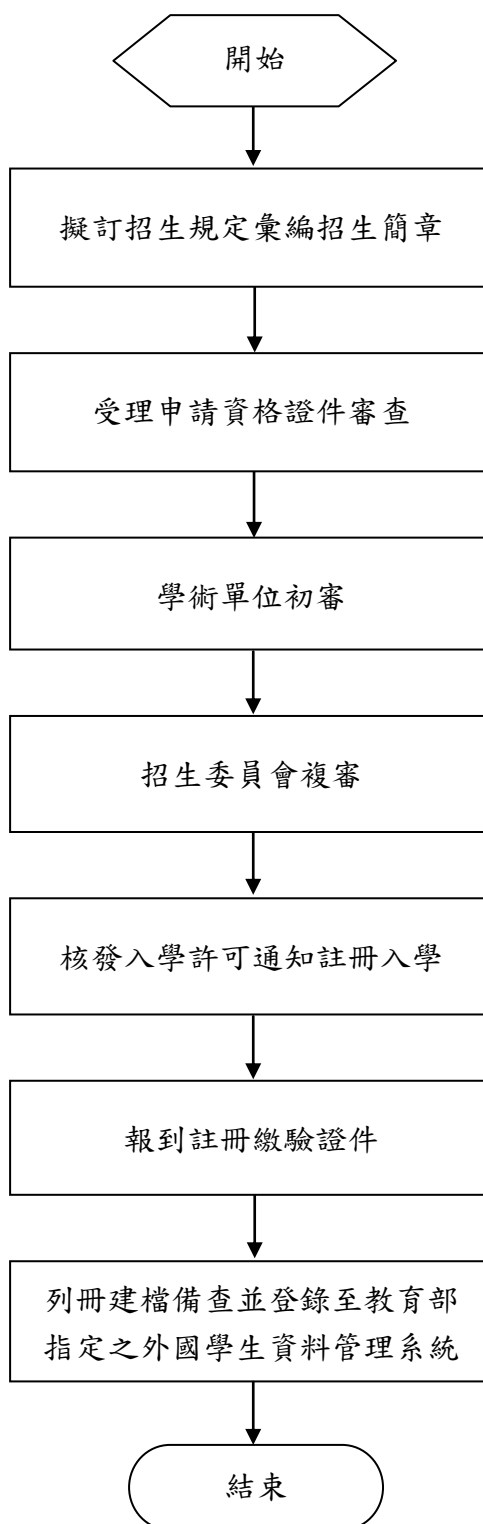 開始
擬訂招生規定彙編招生簡章
受理申請資格證件審查
學術單位初審
招生委員會複審
核發入學許可通知註冊入學
報到註冊繳驗證件
列冊建檔備查並登錄至教育部
指定之外國學生資料管理系統
結束